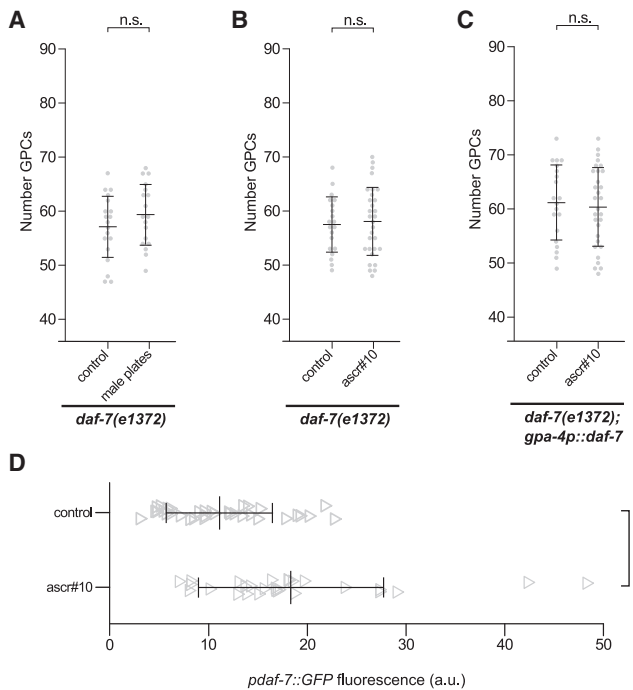 A
n.s.
90
80
70
60
50
40
Number GPCs
control
male plates
daf-7(e1372)
B
n.s.
90
80
70
60
50
40
Number GPCs
control
ascr#10
daf-7(e1372)
C
n.s.
90
80
70
60
50
40
Number GPCs
control
ascr#10
daf-7(e1372);
gpa-4p::daf-7
D
control
ascr#10
0
10
20
30
40
50
pdaf-7::GFP fluorescence (a.u.)